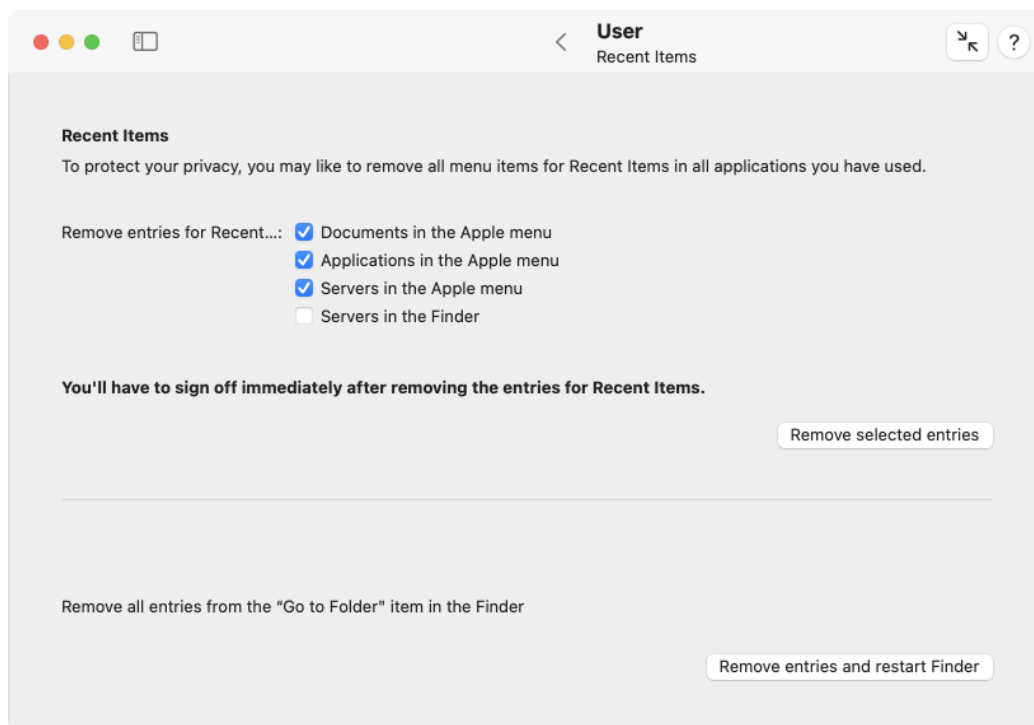 User
Recent Items
?
Recent Items
To protect your privacy, you may like to remove all menu items for Recent Items in all applications you have used.
Remove entries for Recent...: Documents in the Apple menu
Applications in the Apple menu
Servers in the Apple menu
Servers in the Finder
You'll have to sign off immediately after removing the entries for Recent Items.
Remove selected entries
Remove all entries from the “Go to Folder" item in the Finder
Remove entries and restart Finder